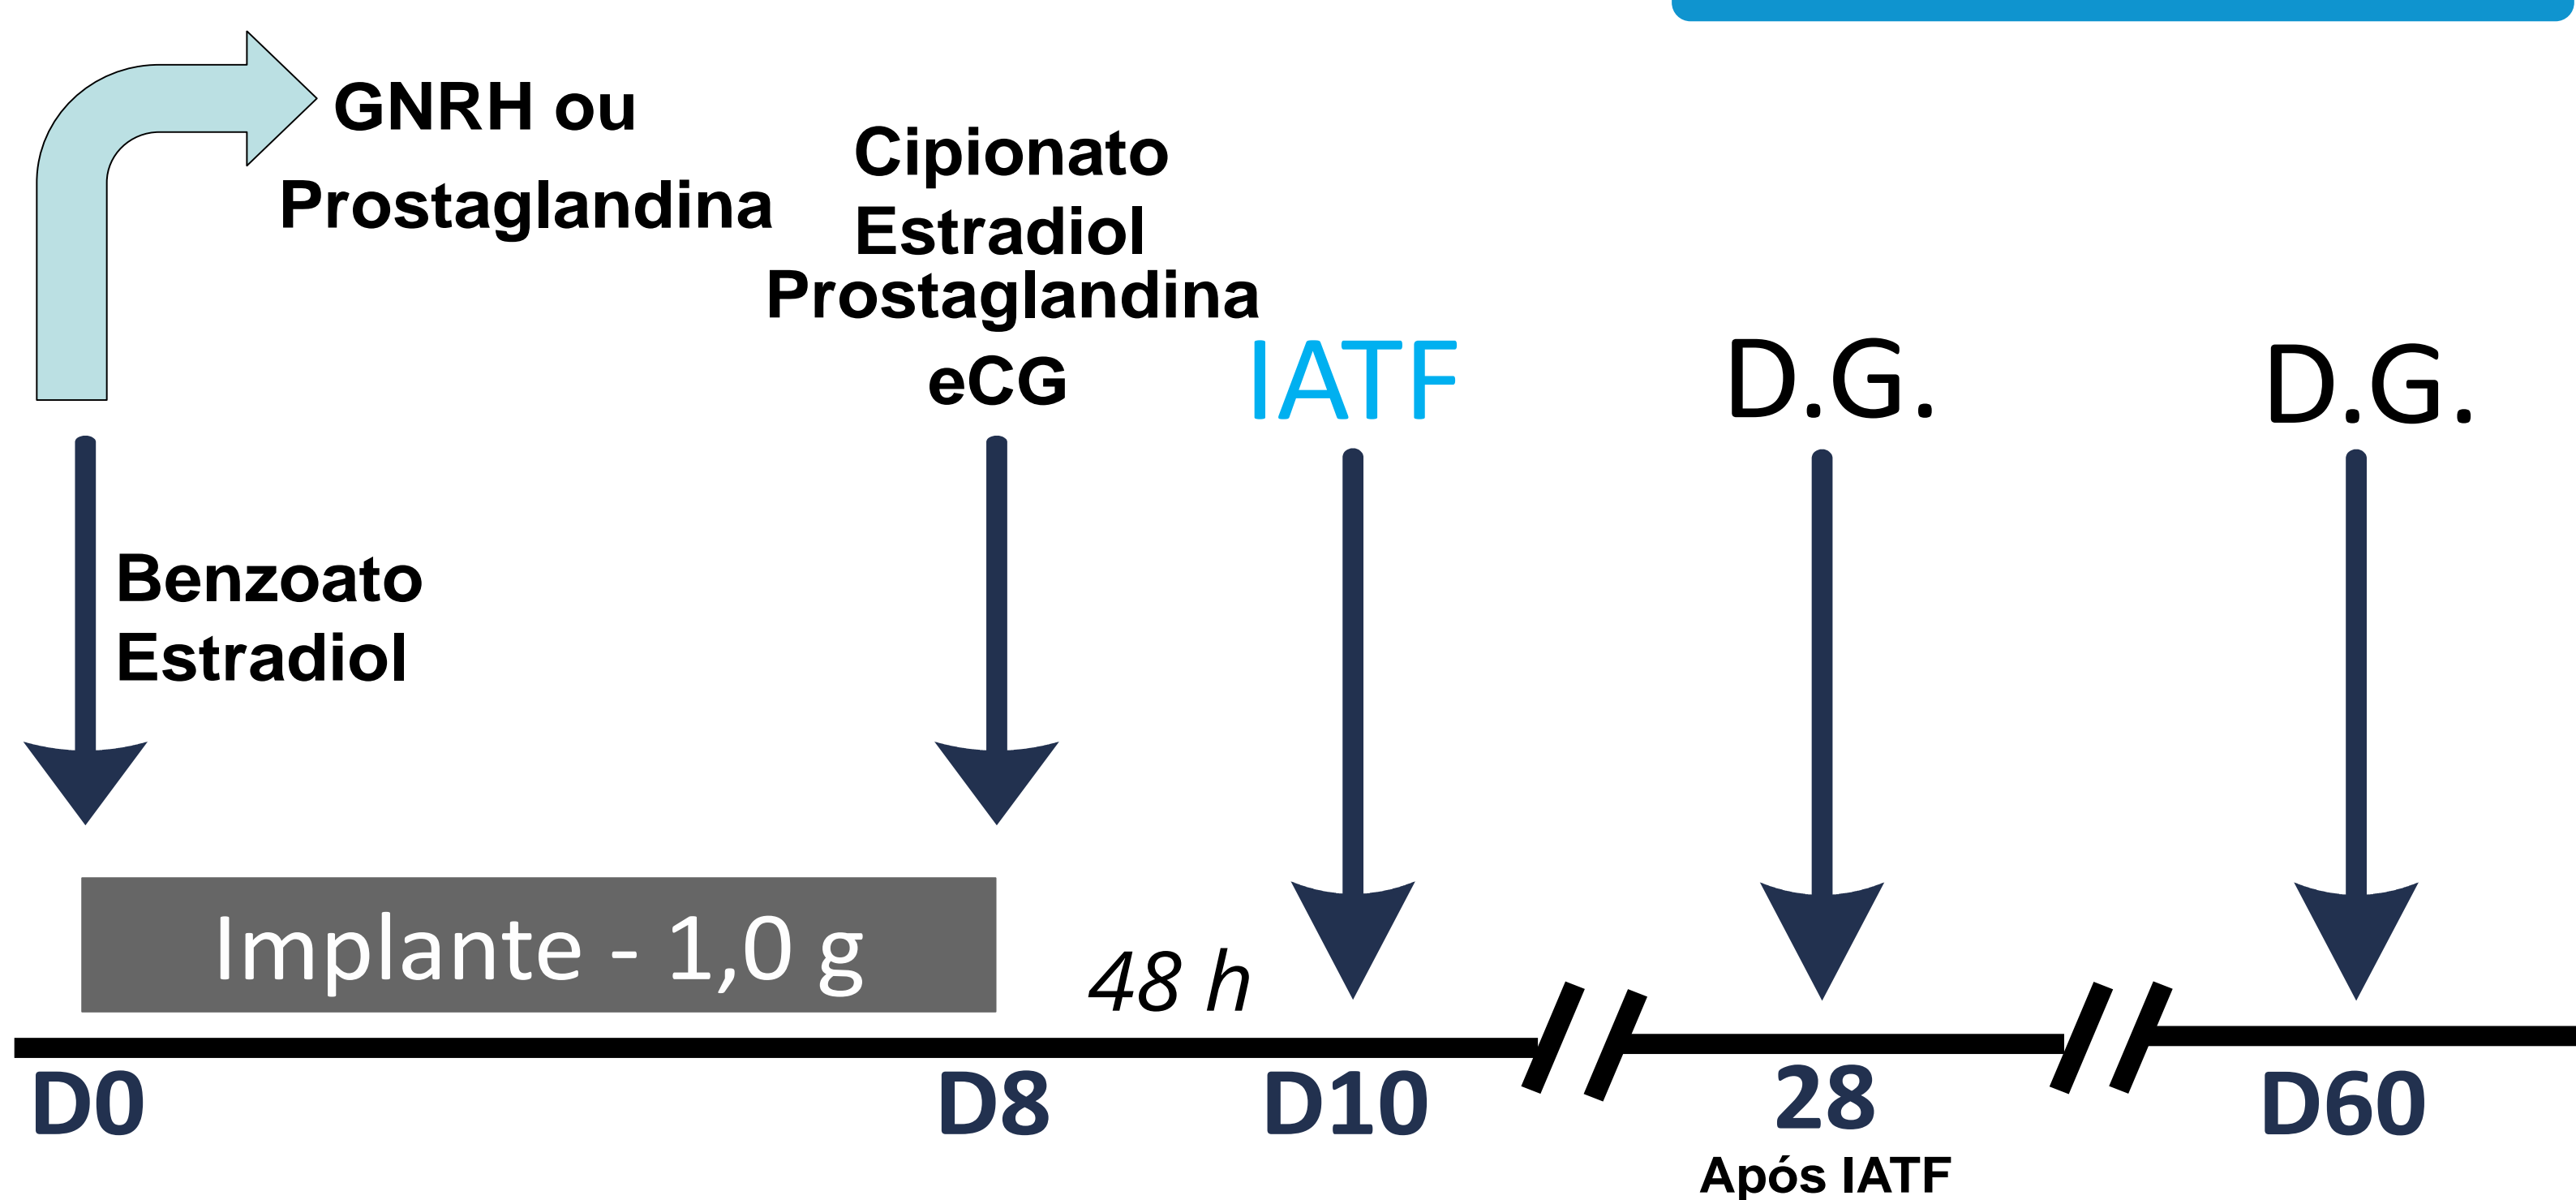 GNRH ou
Prostaglandina
Cipionato
Estradiol
Prostaglandina
eCG
IATF
D.G.
D.G.
Benzoato
Estradiol
Implante - 1,0 g
48 h
D0
D8
D10
28
Após IATF
D60